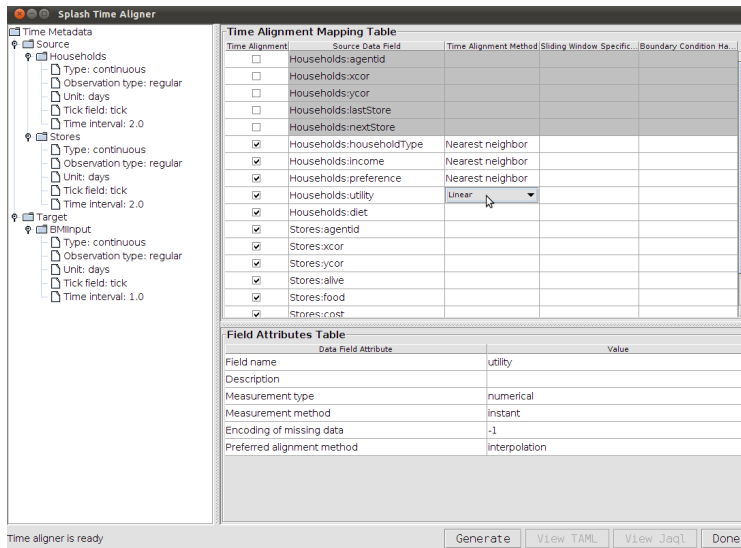 Splash Time Aligner
Time Metadata
Source
Households
Type: continuous
Observation type: regular
Unit: days
Tick field: tick
Time interval: 2.0
Stores
Type: continuous
Observation type: regular
Unit: days
Tick field: tick
Time interval: 2.0
Target
BMIInput
Type: continuous
Observation type: regular
Unit: days
Tick field: tick
Time interval: 1.0
Time Alignment Mapping Table
Time Alignment Source Data Field Time Alignment Method Sliding Window Specific... Boundary Condition Ha...
Households:agentid
Households:xcor
Households:ycor
Households:lastStore
Households:nextStore
Households:householdType Nearest neighbor
Households:income Nearest neighbor
Households:preference Nearest neighbor
Households:utility Linear
Households:diet
Stores:agentid
Stores:xcor
Stores:ycor
Stores:alive
Stores:food
Stores:cost
Field Attributes Table
Data Field Attribute Value
Field name utility
Description
Measurement type numerical
Measurement method instant
Encoding of missing data -1
Preferred alignment method interpolation
Time aligner is ready
Generate View TAML View Jaql Done